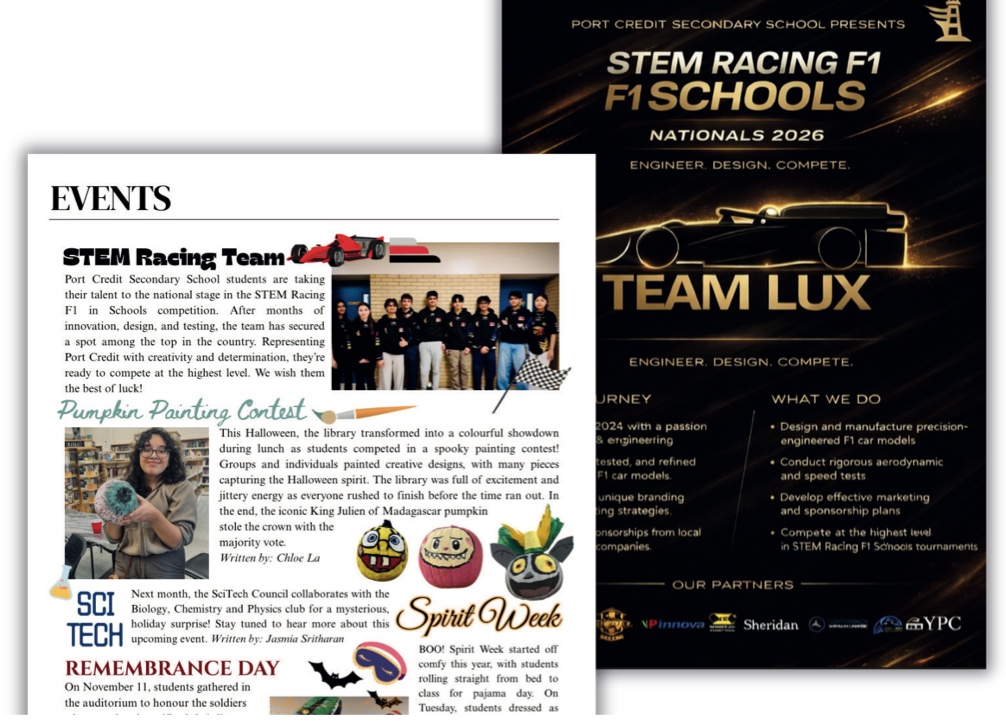 PORT CREDIT SECONDARY SCHOOL PRESENTS
STEM RACING F1
F1 SCHOOLS
NATIONALS 2026
ENGINEER. DESIGN. COMPETE.
TEAM LUX
ENGINEER. DESIGN. COMPETE.
URNEY
2024 with a passion
& engineering
tested, and refined
F1 car models.
unique branding
ing strategies.
onsorships from local
companies.
WHAT WE DO
• Design and manufacture precision-
engineered F1 car models
• Conduct rigorous aerodynamic
and speed tests
• Develop effective marketing
and sponsorship plans
• Compete at the highest level
in STEM Racing F1 Schools tournaments
OUR PARTNERS
innova
Sheridan
YPC
EVENTS
STEM Racing Team
Port Credit Secondary School students are taking
their talent to the national stage in the STEM Racing
F1 in Schools competition. After months of
innovation, design, and testing, the team has secured
a spot among the top in the country. Representing
Port Credit with creativity and determination, they're
ready to compete at the highest level. We wish them
the best of luck!
Pumpkin Painting Contest
This Halloween, the library transformed into a colourful showdown
during lunch as students competed in a spooky painting contest!
Groups and individuals painted creative designs, with many pieces
capturing the Halloween spirit. The library was full of excitement and
jittery energy as everyone rushed to finish before the time ran out. In
the end, the iconic King Julien of Madagascar pumpkin
stole the crown with the
majority vote.
Written by: Chloe La
SCI
TECH
Next month, the SciTech Council collaborates with the
Biology, Chemistry and Physics club for a mysterious,
holiday surprise! Stay tuned to hear more about this
upcoming event. Written by: Jasmia Sritharan
Spirit Week
BOO! Spirit Week started off
comfy this year, with students
rolling straight from bed to
class for pajama day. On
Tuesday, students dressed as
REMEMBRANCE DAY
On November 11, students gathered in
the auditorium to honour the soldiers